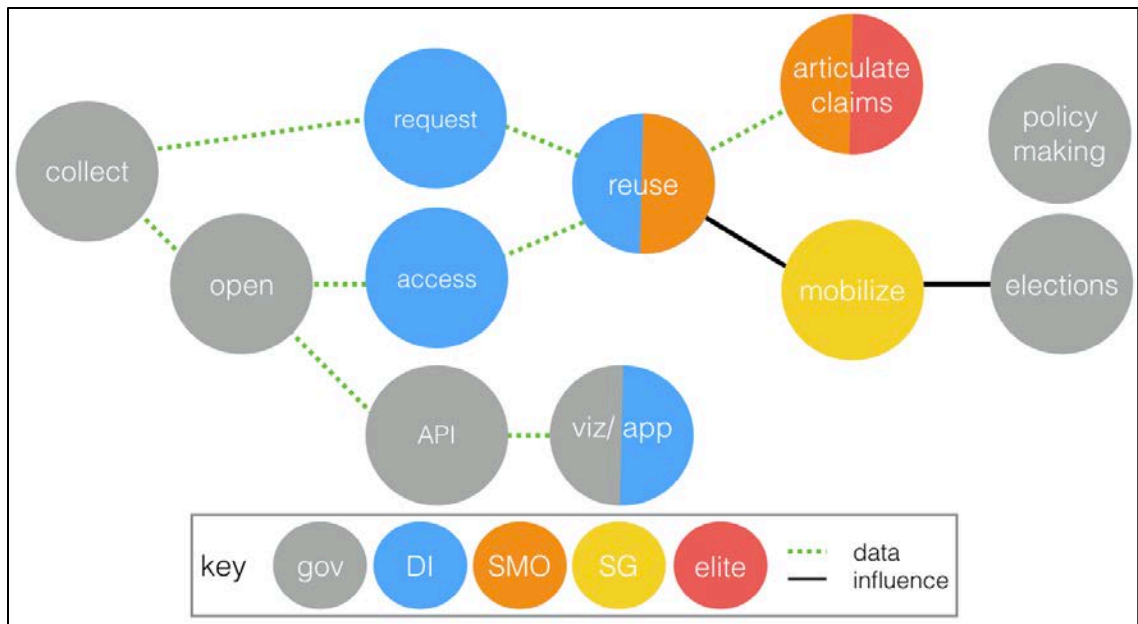 articulate
claims
policy
making
request
collect
reuse
open
access
mobilize
elections
API
viz/ app
key
gov
DI
SMO
SG
elite
data
influence